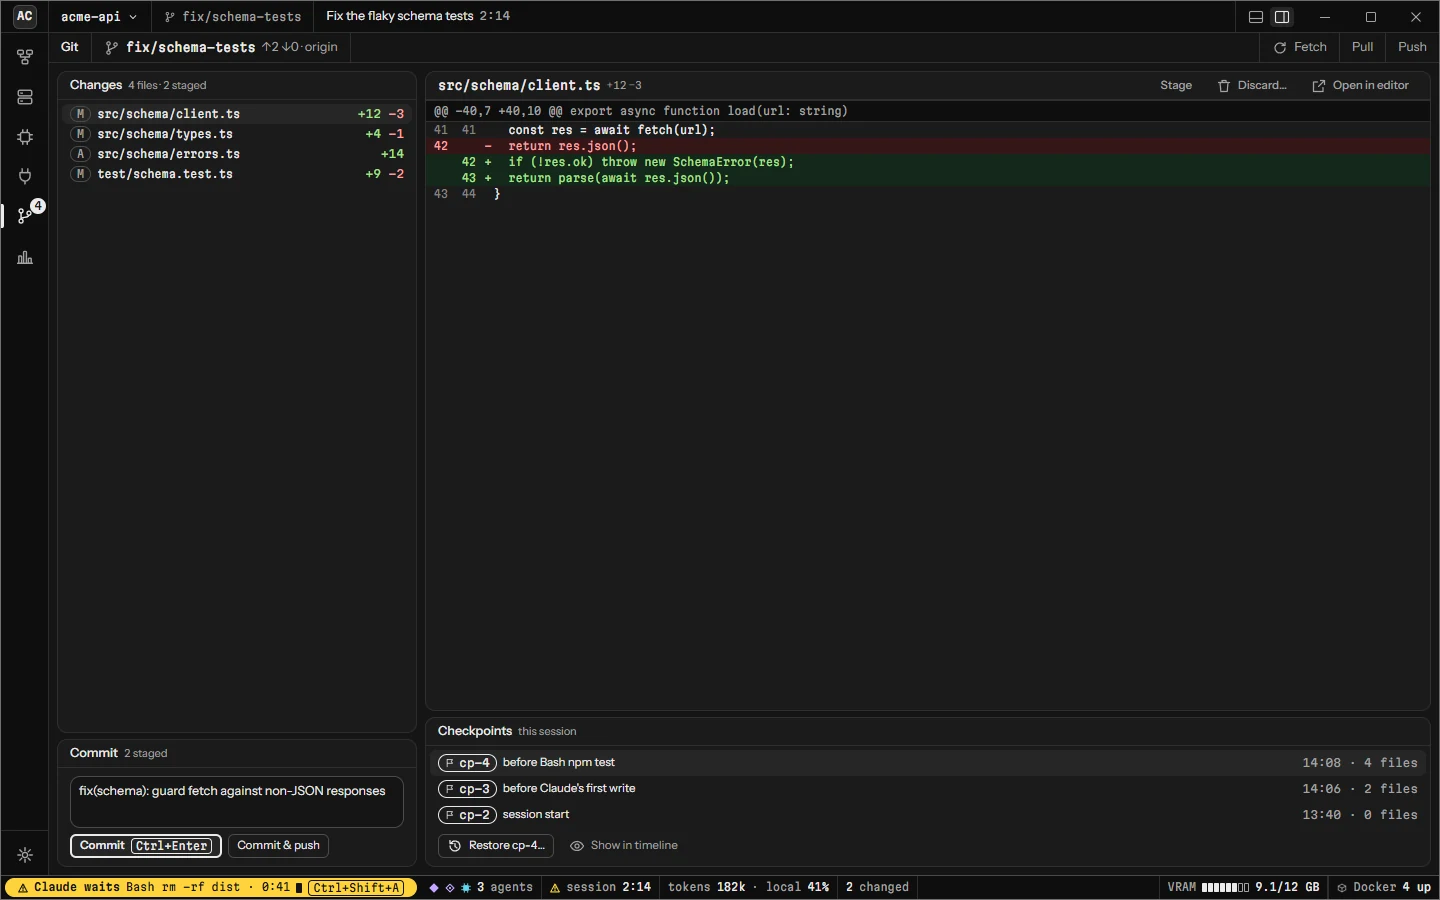 AC acme-api fix/schema-tests Fix the flaky schema tests 2:14
Git fix/schema-tests ↑2 ↓0 · origin Fetch Pull Push
Changes 4 files · 2 staged
M src/schema/client.ts +12 −3
M src/schema/types.ts +4 −1
A src/schema/errors.ts +14
M test/schema.test.ts +9 −2
4
src/schema/client.ts +12 −3 Stage Discard… Open in editor
@@ -40,7 +40,10 @@ export async function load(url: string)
41 41 const res = await fetch(url);
42 − return res.json();
42 + if (!res.ok) throw new SchemaError(res);
43 + return parse(await res.json());
43 44 }
Commit 2 staged
fix(schema): guard fetch against non-JSON responses
Commit Ctrl+Enter Commit & push
Checkpoints this session
cp-4 before Bash npm test 14:08 · 4 files
cp-3 before Claude's first write 14:06 · 2 files
cp-2 session start 13:40 · 0 files
Restore cp-4… Show in timeline
Claude waits Bash rm -rf dist · 0:41 Ctrl+Shift+A 3 agents session 2:14 tokens 182k · local 41% 2 changed VRAM 9.1/12 GB Docker 4 up